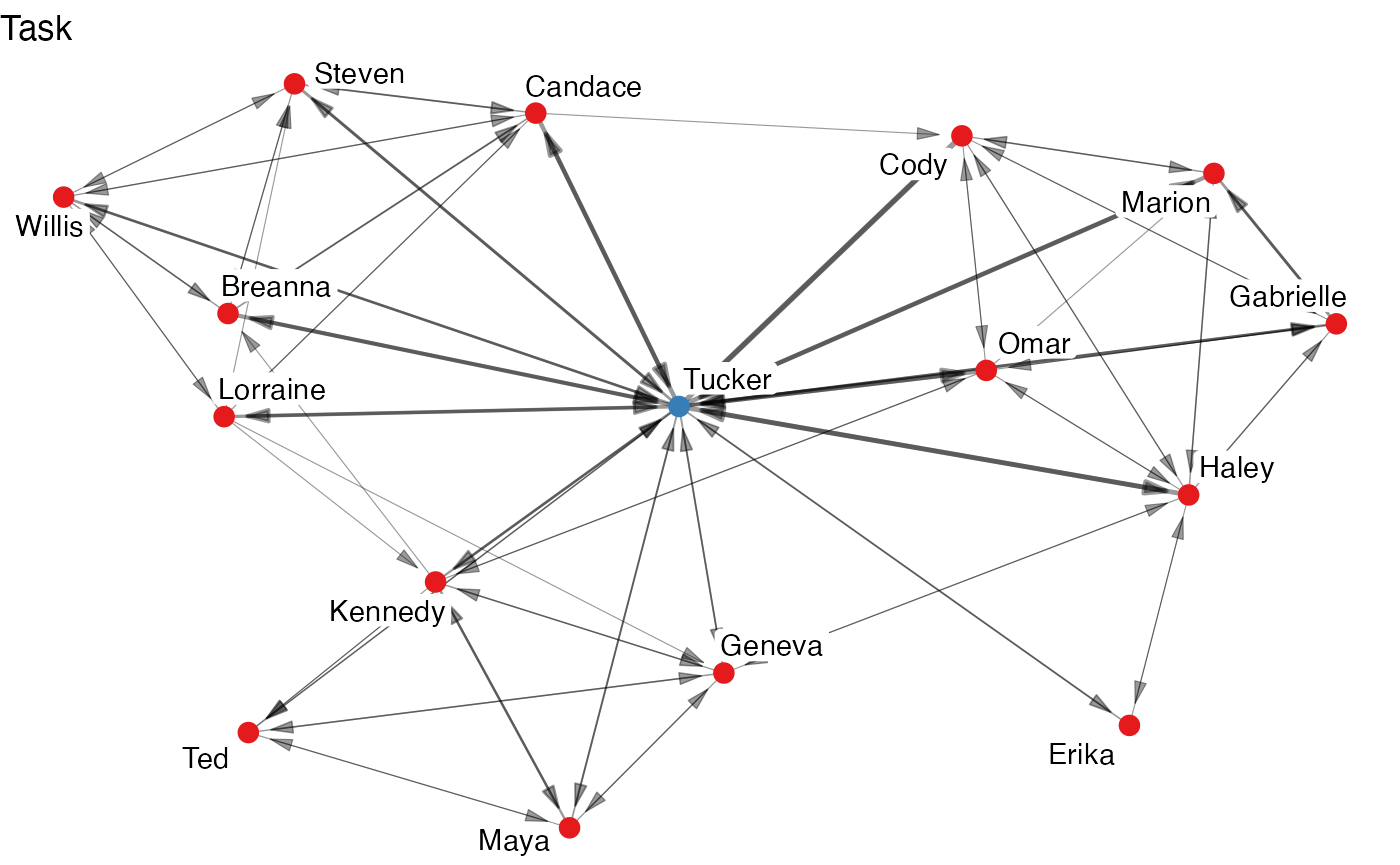 Task
Steven
Candace
Cody
Marion
Willis
Breanna
Gabrielle
Omar
Tucker
Lorraine
Haley
Kennedy
Geneva
Ted
Erika
Maya